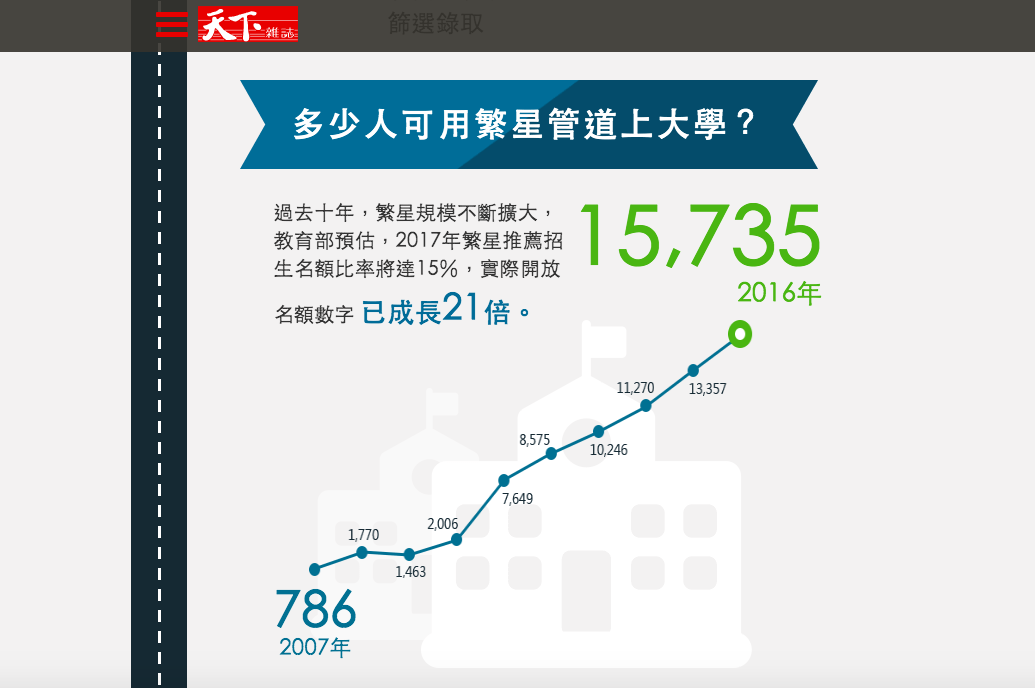 天下雜誌
篩選錄取
多少人可用繁星管道上大學？
過去十年，繁星規模不斷擴大，
教育部預估，2017年繁星推薦招
生名額比率將達15%，實際開放
名額數字 已成長21倍。
15,735
2016年
13,357
11,270
10,246
8,575
7,649
2,006
1,770
1,463
786
2007年